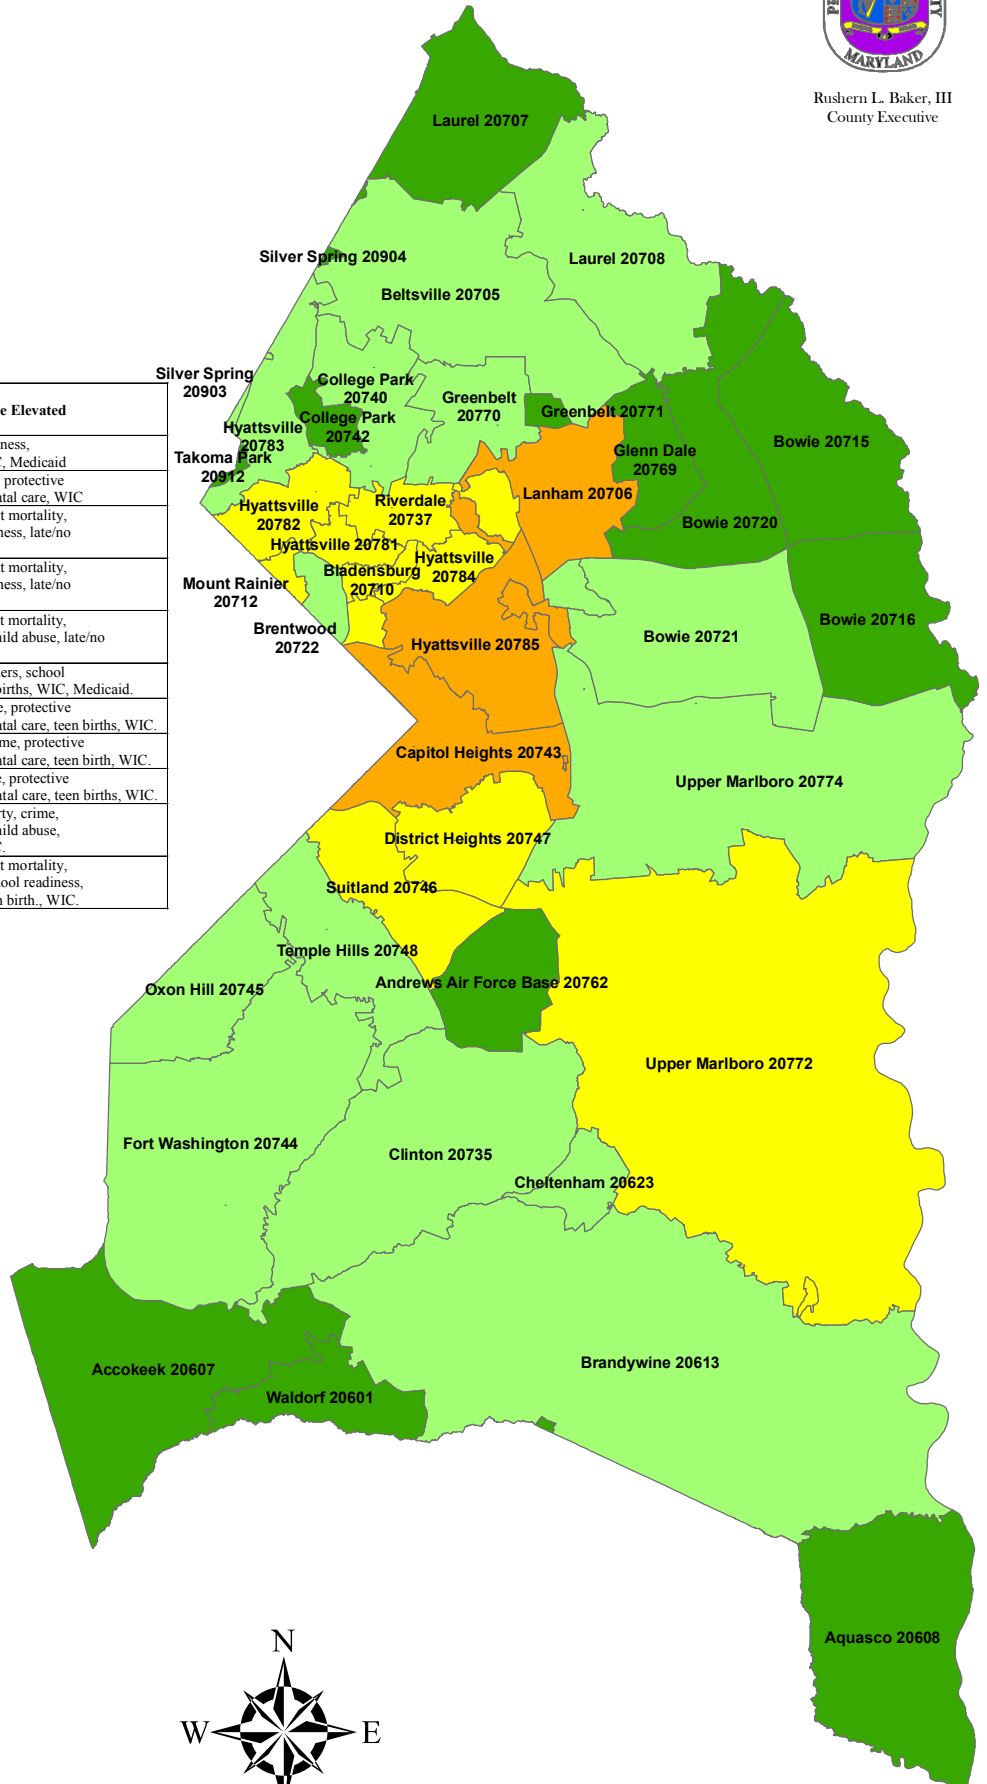 MARYLAND
Rushern L. Baker, III
County Executive
Laurel 20707
Silver Spring 20904
Laurel 20708
Beltsville 20705
Silver Spring
20903
College Park
20740
Greenbelt
20770
Greenbelt 20771
College Park
20742
Hyattsville
20783
Takoma Park
20912
Glenn Dale
20769
Bowie 20715
Lanham 20706
Hyattsville
20782
Riverdale
20737
Bowie 20720
Hyattsville 20781
Hyattsville
20784
Bladensburg
20710
Mount Rainier
20712
Brentwood
20722
Hyattsville 20785
Bowie 20721
Bowie 20716
Capitol Heights 20743
Upper Marlboro 20774
District Heights 20747
Suitland 20746
Temple Hills 20748
Oxon Hill 20745
Andrews Air Force Base 20762
Upper Marlboro 20772
Fort Washington 20744
Clinton 20735
Cheltenham 20623
Accokeek 20607
Waldorf 20601
Brandywine 20613
Aquasco 20608
e Elevated
ness,
, Medicaid
protective
atal care, WIC
t mortality,
ness, late/no
t mortality,
ness, late/no
t mortality,
hild abuse, late/no
ers, school
births, WIC, Medicaid.
e, protective
atal care, teen births, WIC.
me, protective
atal care, teen birth, WIC.
e, protective
atal care, teen births, WIC.
rty, crime,
hild abuse,
t mortality,
ool readiness,
n birth., WIC.
N
W
E